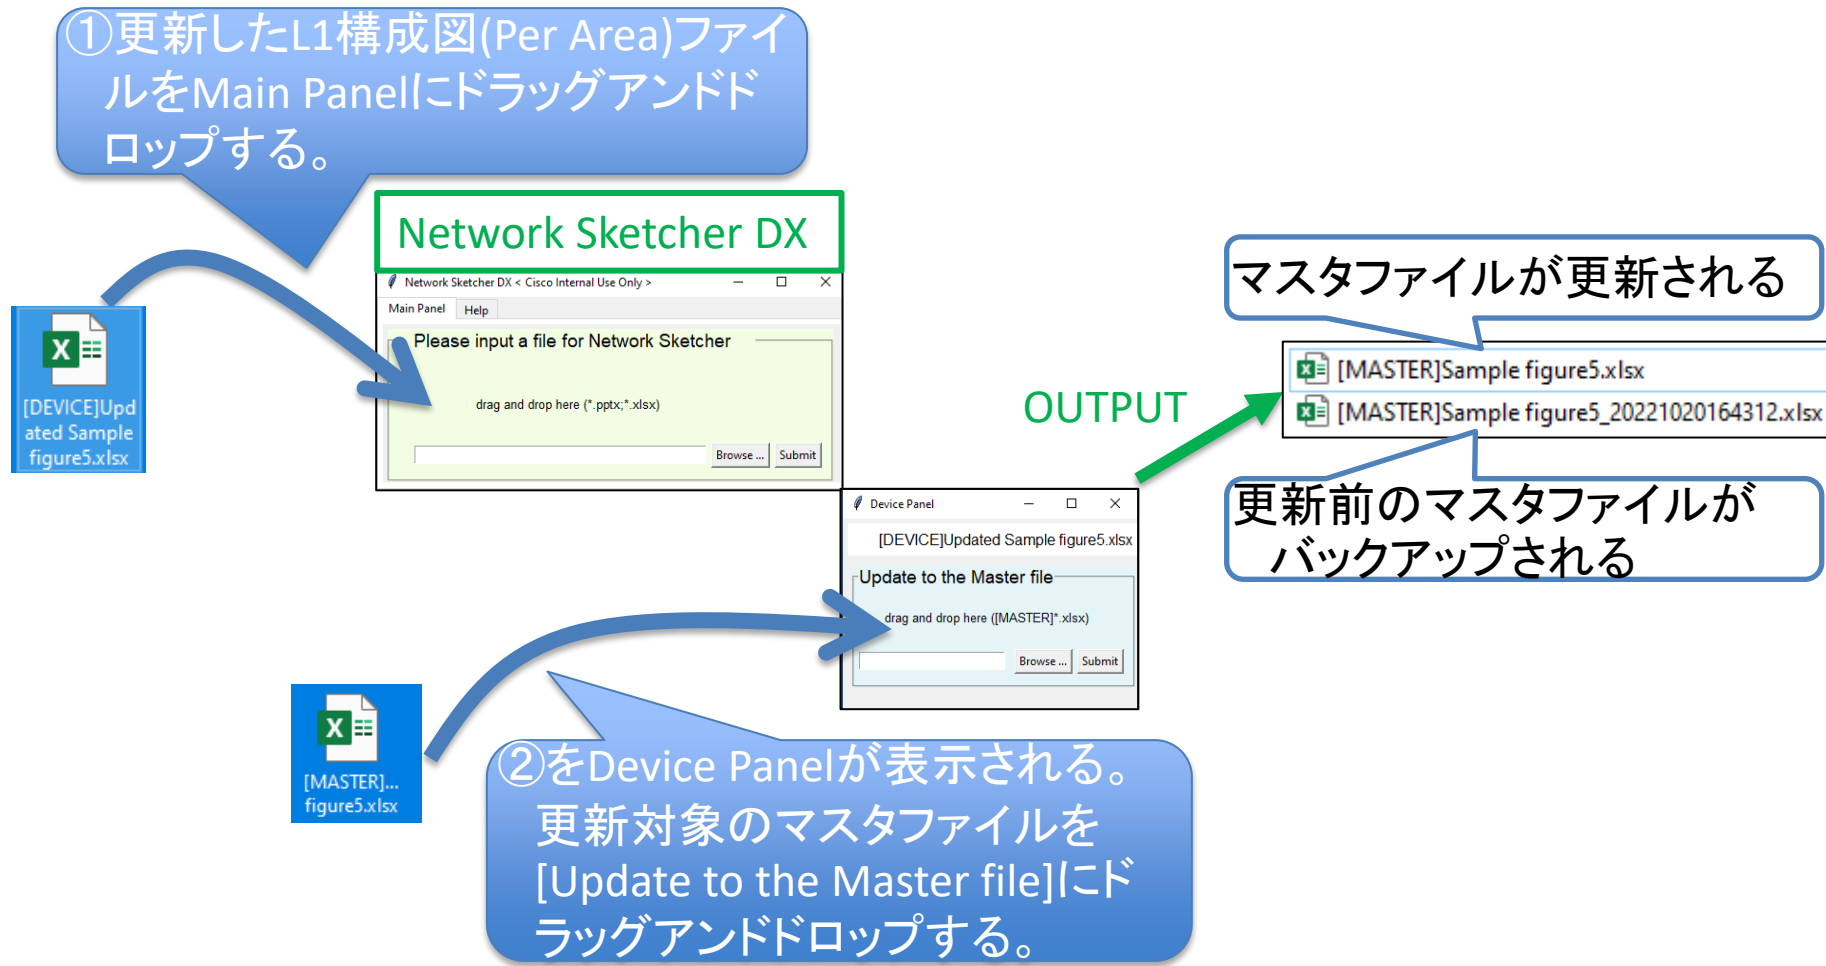 ①更新したL1構成図(Per Area)ファイ
ルをMain Panelにドラッグアンドド
ロップする。
Network Sketcher DX
Network Sketcher DX < Cisco Internal Use Only >
Main Panel Help
Please input a file for Network Sketcher
drag and drop here (*.pptx;*.xlsx)
Browse ... Submit
[DEVICE]Upd
ated Sample
figure5.xlsx
OUTPUT
マスタファイルが更新される
[MASTER]Sample figure5.xlsx
[MASTER]Sample figure5_20221020164312.xlsx
更新前のマスタファイルが
バックアップされる
Device Panel
[DEVICE]Updated Sample figure5.xlsx
Update to the Master file
drag and drop here ([MASTER]*.xlsx)
Browse ... Submit
[MASTER]...
figure5.xlsx
②をDevice Panelが表示される。
更新対象のマスタファイルを
[Update to the Master file]にド
ラッグアンドドロップする。